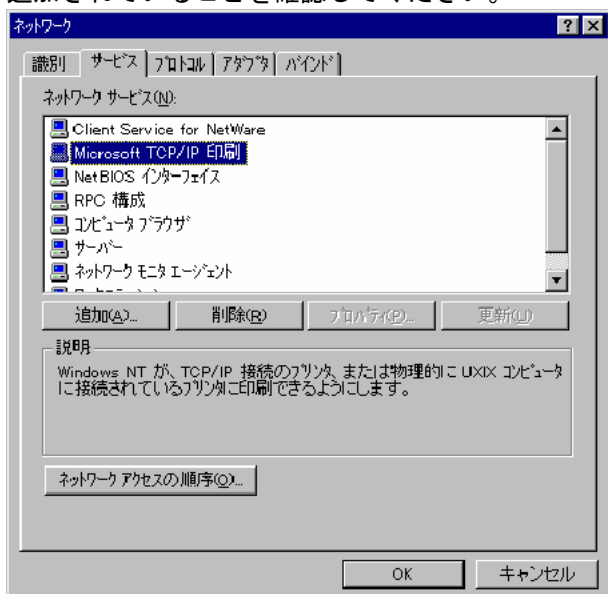 追加されていることを確認してください。
ネットワーク
識別 サービス プロトコル アダプタ バインド
ネットワーク サービス(N):
Client Service for NetWare
Microsoft TCP/IP 印刷
NetBIOS インターフェイス
RPC 構成
コンピュータ ブラウザ
サーバー
ネットワーク モニタ エージェント
追加(A)... 削除(R) プロパティ(P)... 更新(U)
説明
Windows NT が、TCP/IP 接続のプリンタ、または物理的に UXIX コンピュータ
に接続されているプリンタに印刷できるようにします。
ネットワーク アクセスの順序(O)...
OK キャンセル